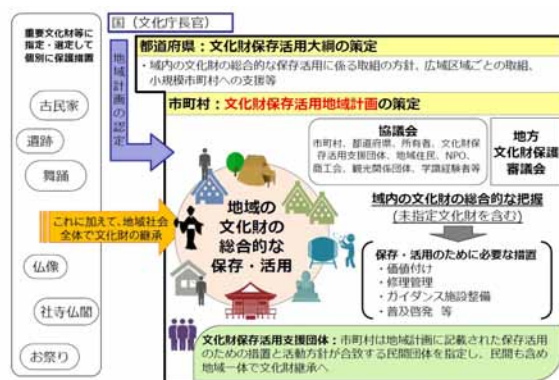 重要文化財等に
指定・選定して
個別に保護措置
古民家
遺跡
舞踊
仏像
社寺仏閣
お祭り
国（文化庁長官）
地域計画の認定
都道府県：文化財保存活用大綱の策定
・域内の文化財の総合的な保存活用に係る取組の方針、広域区域ごとの取組、
小規模市町村への支援等
市町村：文化財保存活用地域計画の策定
協議会
市町村、都道府県、所有者、文化財保
存活用支援団体、地域住民、NPO、
商工会、観光関係団体、学識経験者等
地方
文化財保護
審議会
これに加えて、地域社会
全体で文化財の継承
地域の
文化財の
総合的な
保存・活用
域内の文化財の総合的な把握
（未指定文化財を含む）
保存・活用のために必要な措置
・価値付け
・修理管理
・ガイダンス施設整備
・普及啓発 等
文化財保存活用支援団体：市町村は地域計画に記載された保存活用
のための措置と活動方針が合致する民間団体を指定し、民間も含め
地域一体で文化財継承へ